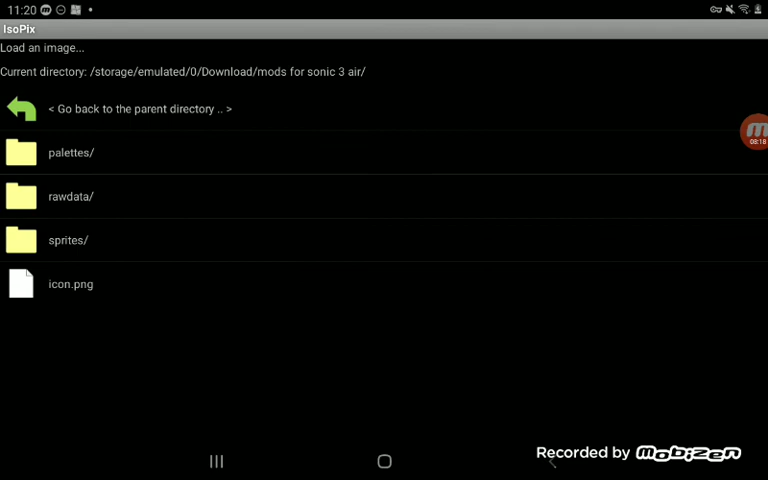 11:20
IsoPix
Load an image...
Current directory: /storage/emulated/0/Download/mods for sonic 3 air/
< Go back to the parent directory .. >
08:18
palettes/
rawdata/
sprites/
icon.png
Recorded by Mobizen